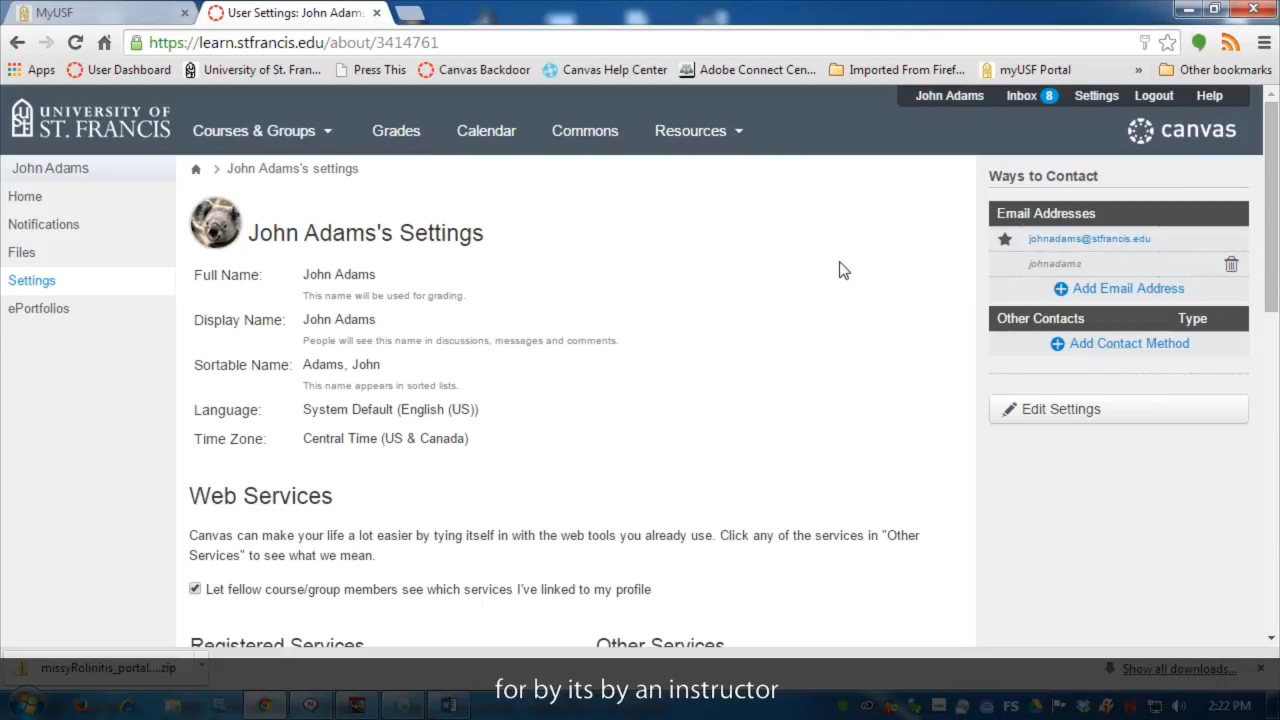 MyUSF
User Settings: John Adam
https://learn.stfrancis.edu/about/3414761
Apps
User Dashboard
University of St. Fran...
Press This
Canvas Backdoor
Canvas Help Center
Adobe Connect Cen...
Imported From Firef...
myUSF Portal
»
Other bookmarks
John Adams
Inbox 8
Settings
Logout
Help
UNIVERSITY OF
ST. FRANCIS
Courses & Groups
Grades
Calendar
Commons
Resources
canvas
John Adams
Home
Notifications
Files
Settings
ePortfolios
John Adams's settings
John Adams's Settings
Full Name: John Adams
This name will be used for grading.
Display Name: John Adams
People will see this name in discussions, messages and comments.
Sortable Name: Adams, John
This name appears in sorted lists.
Language: System Default (English (US))
Time Zone: Central Time (US & Canada)
Web Services
Canvas can make your life a lot easier by tying itself in with the web tools you already use. Click any of the services in "Other
Services" to see what we mean.
Let fellow course/group members see which services I've linked to my profile
Registered Services
Other Services
Ways to Contact
Email Addresses
johnadams@stfrancis.edu
johnadams
Add Email Address
Other Contacts Type
Add Contact Method
Edit Settings
missyRolinitis_portal....zip
Show all downloads...
for by its by an instructor
FS
2:22 PM